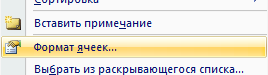 Сортировка
Вставить примечание
Формат ячеек...
Выбрать из раскрывающегося списка...